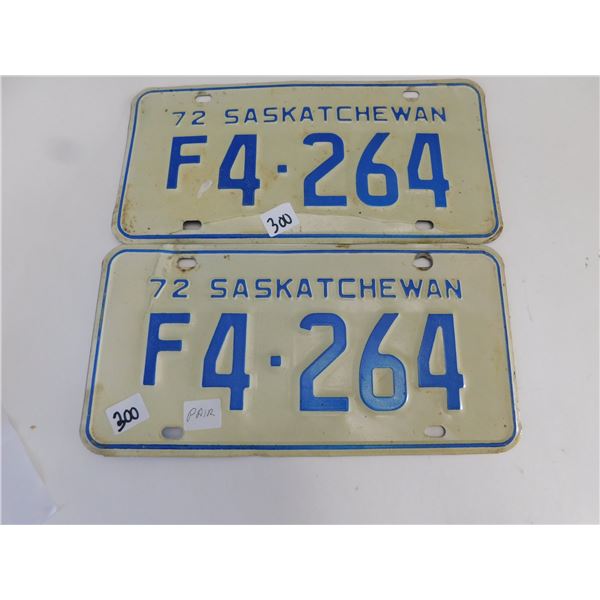 72 SASKATCHEWAN
F4·264
300
72 SASKATCHEWAN
F4·264
300 PAIR